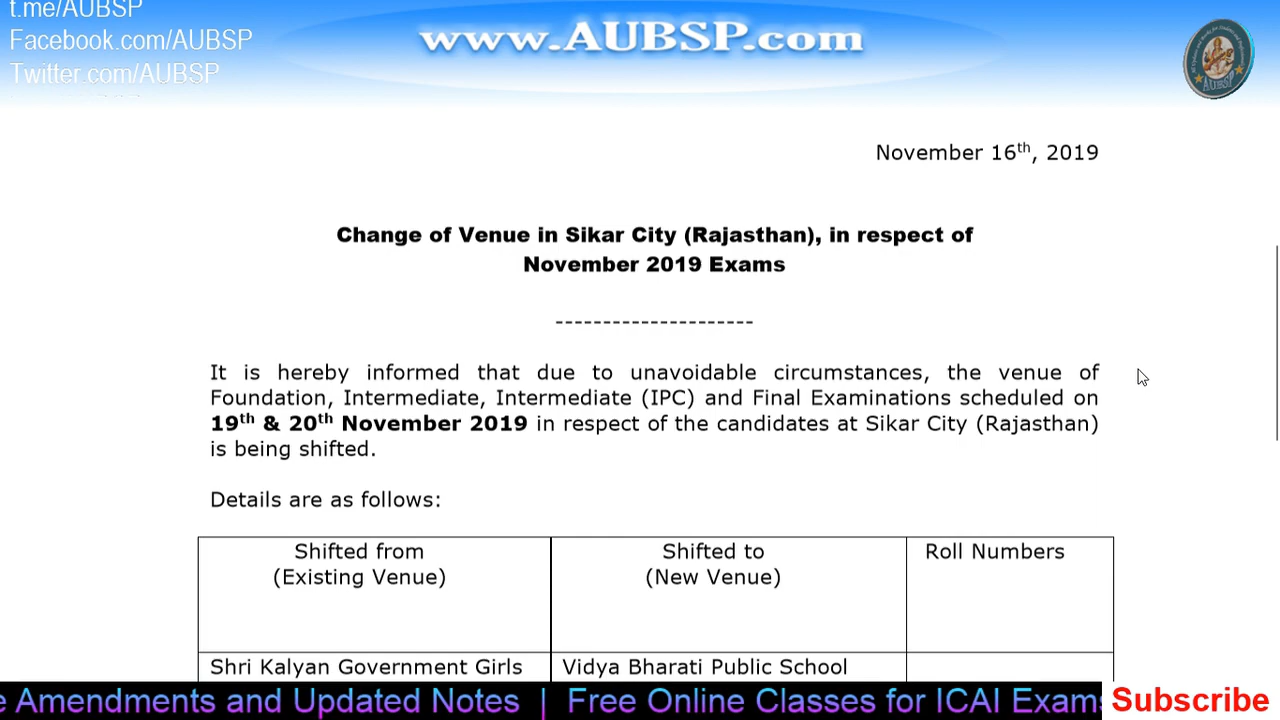 t.me/AUBSP
Facebook.com/AUBSP
Twitter com/AUBSP
www.AUBSP.com
AUBSP
November 16th, 2019
Change of Venue in Sikar City (Rajasthan), in respect of
November 2019 Exams
---------------------
It is hereby informed that due to unavoidable circumstances, the venue of
Foundation, Intermediate, Intermediate (IPC) and Final Examinations scheduled on
19th & 20th November 2019 in respect of the candidates at Sikar City (Rajasthan)
is being shifted.
Details are as follows:
Shifted from
(Existing Venue)
Shifted to
(New Venue)
Roll Numbers
Shri Kalyan Government Girls
Vidya Bharati Public School
e Amendments and Updated Notes | Free Online Classes for ICAI Exams
Subscribe